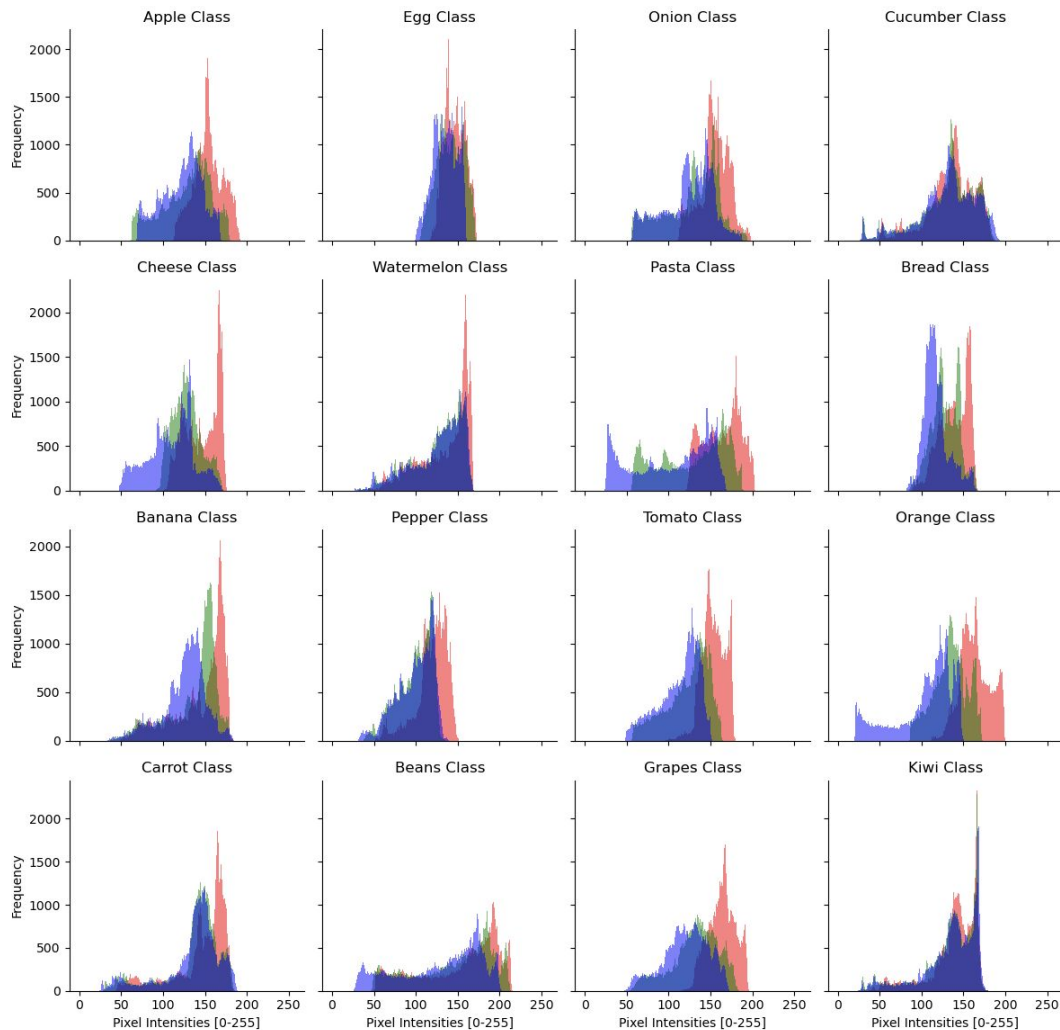 Apple Class Egg Class Onion Class Cucumber Class
2000
1500
1000
500
0
Frequency
Cheese Class Watermelon Class Pasta Class Bread Class
2000
1500
1000
500
0
Frequency
Banana Class Pepper Class Tomato Class Orange Class
2000
1500
1000
500
0
Frequency
Carrot Class Beans Class Grapes Class Kiwi Class
2000
1500
1000
500
0
Frequency
0 50 100 150 200 250 0 50 100 150 200 250 0 50 100 150 200 250 0 50 100 150 200 250
Pixel Intensities [0-255] Pixel Intensities [0-255] Pixel Intensities [0-255] Pixel Intensities [0-255]